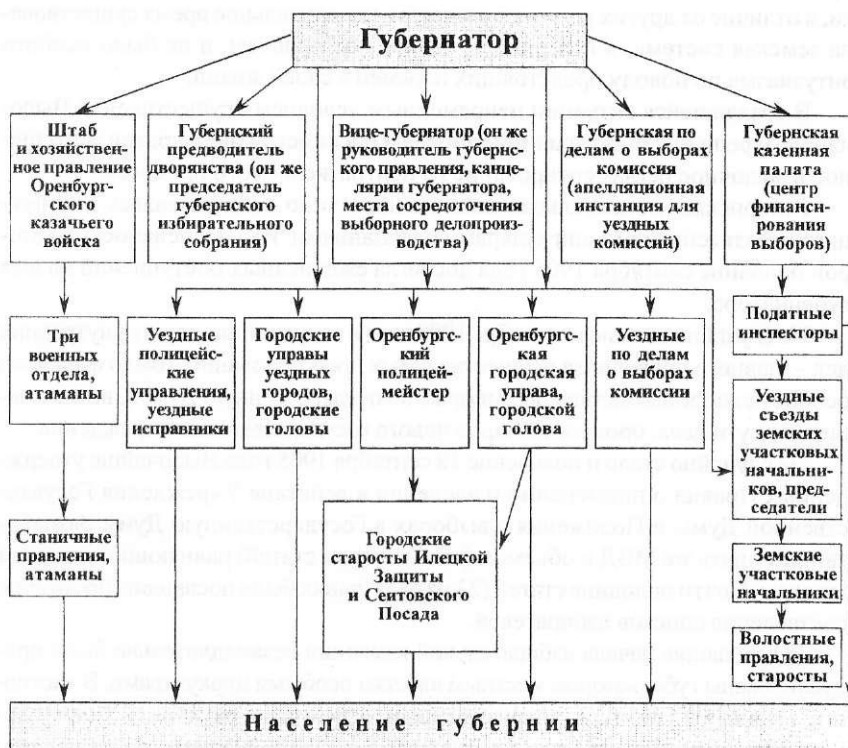 Губернатор
Штаб
и хозяйствен-
ное правление
Оренбург-
ского
казачьего
войска
Губернский
предводитель
дворянства (он же
председатель
губернского
избирательного
собрания)
Вице-губернатор (он же
руководитель губернс-
кого правления и канце-
лярии губернатора,
места сосредоточения
выборного делопроиз-
водства)
Губернская по
делам о выборах
комиссия
(апелляционная
инстанция для
уездных
комиссий)
Губернская
казенная
палата
(центр
финанси-
рования
выборов)
Три
военных
отдела,
атаманы
Уездные
полицейс-
кие
управления,
уездные
исправники
Городские
управы
уездных
городов,
городские
головы
Оренбургс-
кий
полицей-
мейстер
Оренбургс-
кая
городская
управа,
городской
голова
Уездные
по делам
о выборах
комиссии
Податные
инспекторы
Уездные
съезды
земских
участковых
начальни-
ков, пред-
седатели
Станичные
правления,
атаманы
Городские
старосты Илецкой
Защиты
и Сеитовского
Посада
Земские
участковые
начальники
Волостные
правления,
старосты
Население губернии